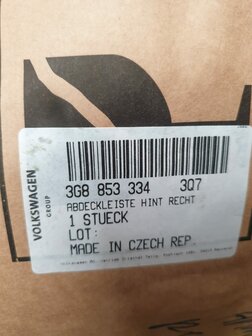 VOLKSWAGEN
GROUP
3G8 853 334 3Q7
ABDECKLEISTE HINT RECHT
1 STUECK
LOT:
MADE IN CZECH REP.